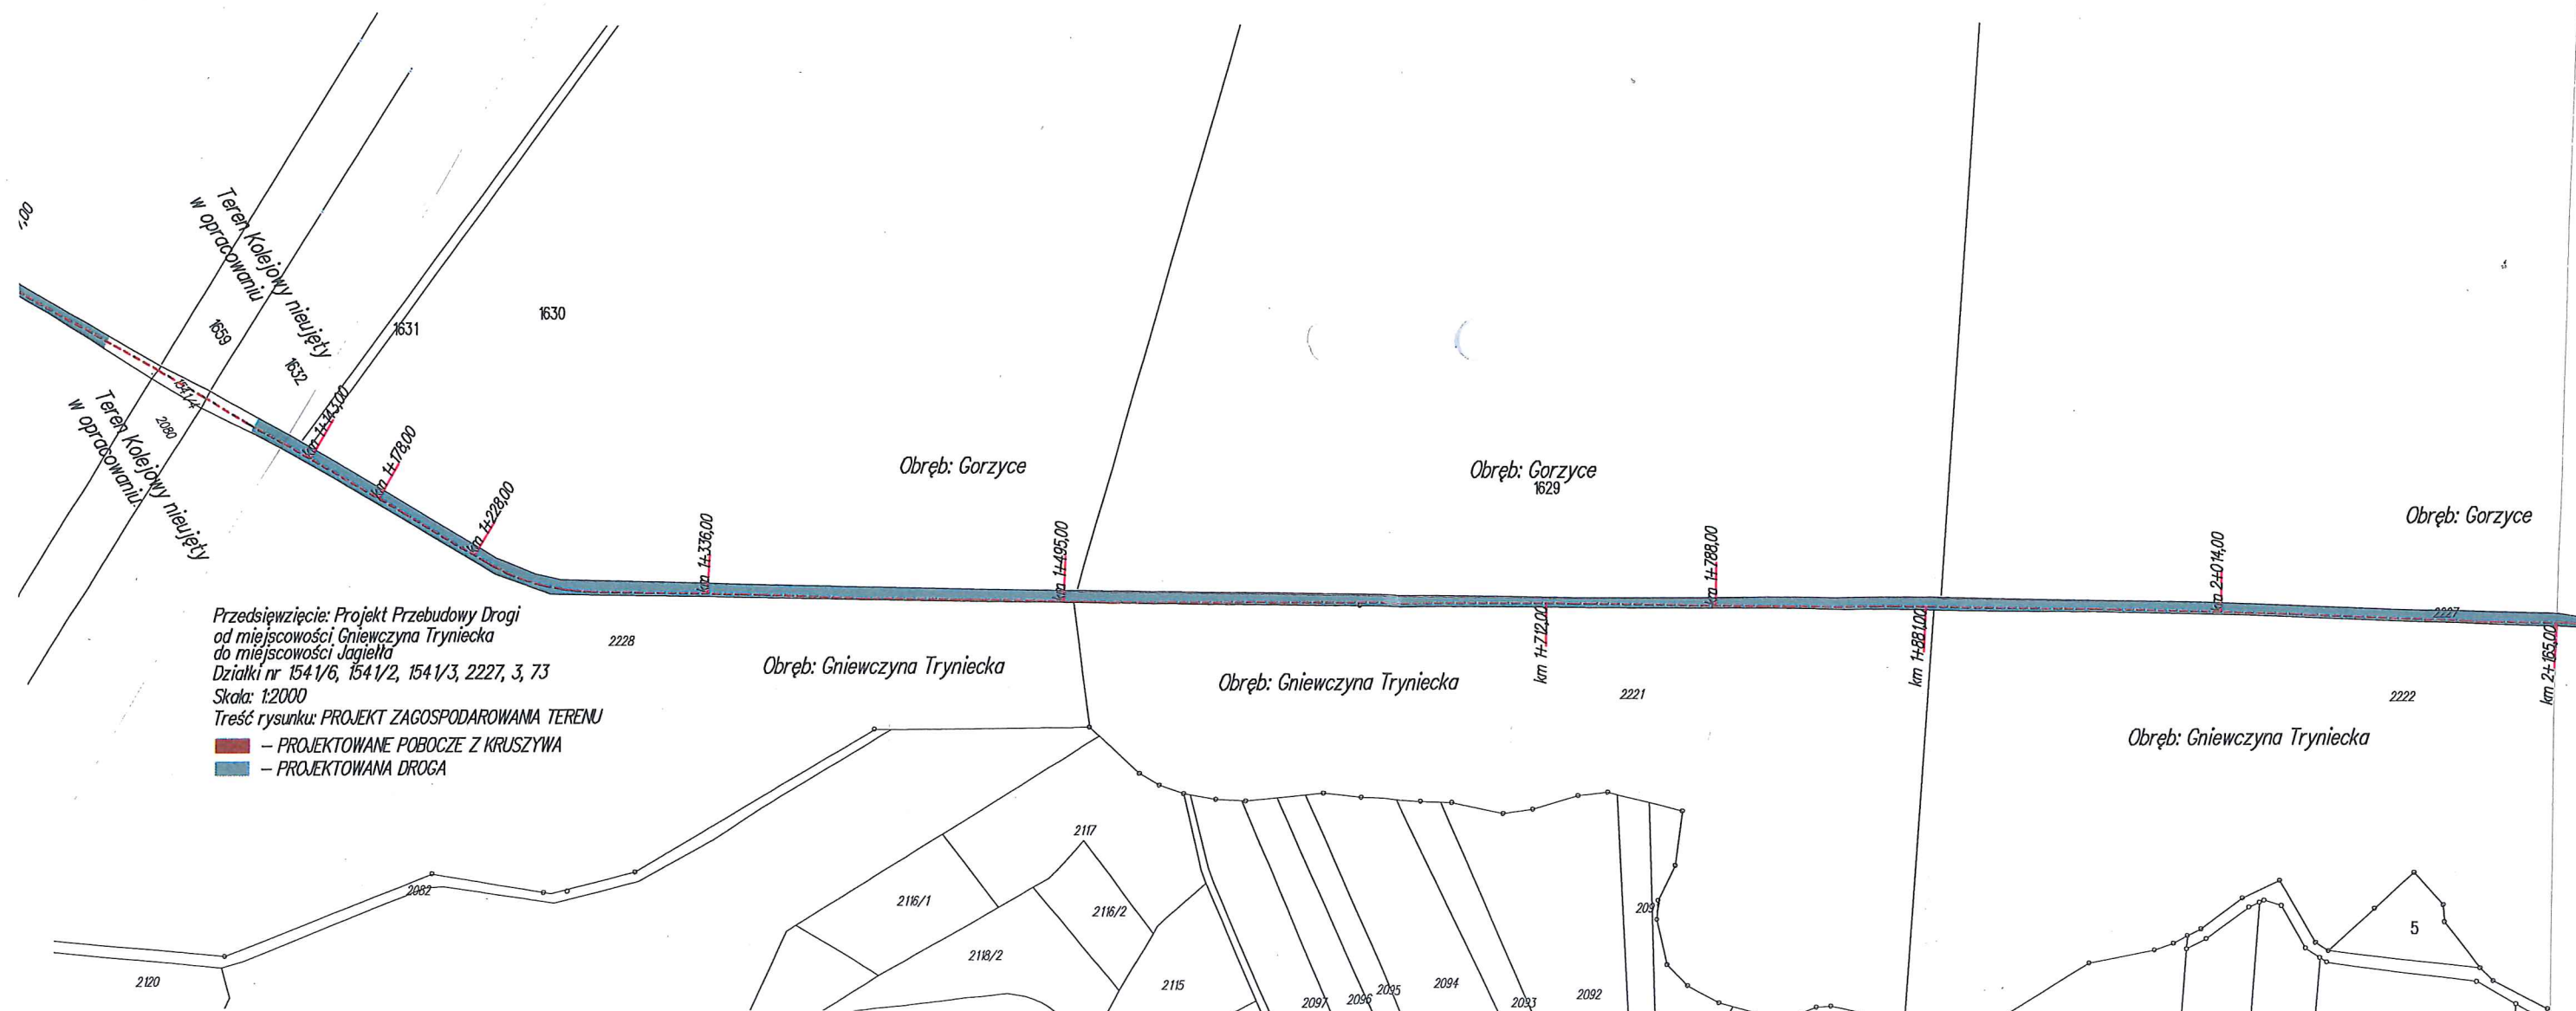 ,00
Teren Kolejowy nieujęty
w opracowaniu
1659
1632
1631
1630
1541/4
2080
Teren Kolejowy nieujęty
w opracowaniu.
km 1+143,00
km 1+178,00
km 1+228,00
km 1+336,00
km 1+495,00
Obręb: Gorzyce
Obręb: Gorzyce
1629
Obręb: Gorzyce
km 1+712,00
km 1+788,00
km 1+881,00
km 2+014,00
2227
km 2+165,00
Przedsięwzięcie: Projekt Przebudowy Drogi
od miejscowości Gniewczyna Tryniecka
do miejscowości Jagiełła
Działki nr 1541/6, 1541/2, 1541/3, 2227, 3, 73
Skala: 1:2000
Treść rysunku: PROJEKT ZAGOSPODAROWANIA TERENU
– PROJEKTOWANE POBOCZE Z KRUSZYWA
– PROJEKTOWANA DROGA
2228
Obręb: Gniewczyna Tryniecka
Obręb: Gniewczyna Tryniecka
2221
2222
Obręb: Gniewczyna Tryniecka
2117
2082
2116/1
2116/2
2091
5
2118/2
2120
2115
2097
2096
2095
2094
2093
2092